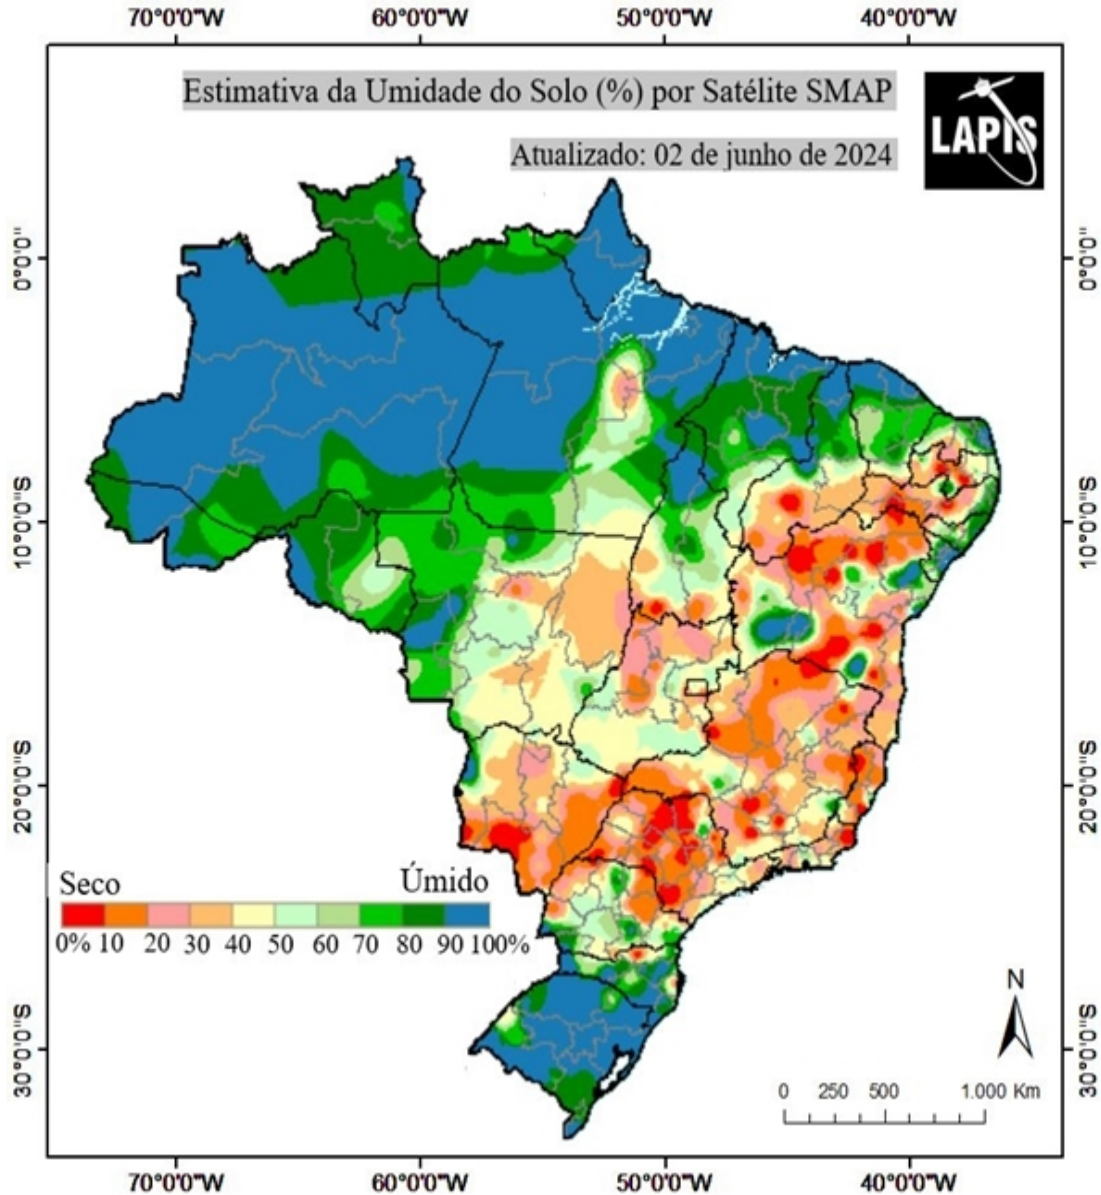 70°0'0"W 60°0'0"W 50°0'0"W 40°0'0"W
Estimativa da Umidade do Solo (%) por Satélite SMAP
Atualizado: 02 de junho de 2024
LAPIS
0°0'0"
0°0'0"
10°0'0"S
10°0'0"S
20°0'0"S
20°0'0"S
Seco Úmido
0% 10 20 30 40 50 60 70 80 90 100%
N
30°0'0"S
30°0'0"S
0 250 500 1.000 Km
70°0'0"W 60°0'0"W 50°0'0"W 40°0'0"W